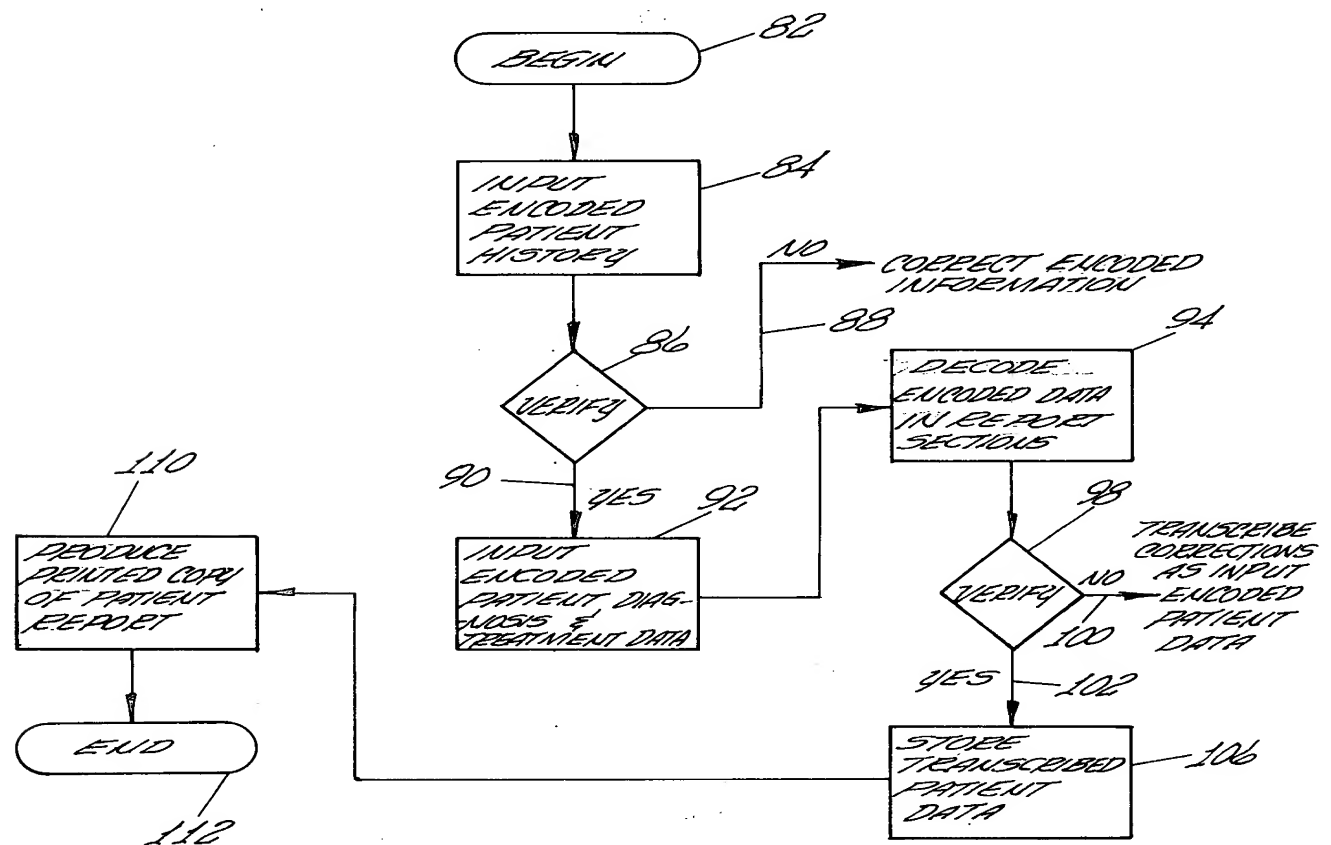 BEGIN
82
INPUT
ENCODED
PATIENT
HISTORY
84
NO
CORRECT ENCODED
INFORMATION
88
86
VERIFY
90
YES
92
INPUT
ENCODED
PATIENT DIAG-
NOSIS &
TREATMENT DATA
94
DECODE
ENCODED DATA
IN REPORT
SECTIONS
98
VERIFY
NO
100
TRANSCRIBE
CORRECTIONS
AS INPUT
ENCODED
PATIENT
DATA
YES
102
STORE
TRANSCRIBED
PATIENT
DATA
106
110
PRODUCE
PRINTED COPY
OF PATIENT
REPORT
END
112